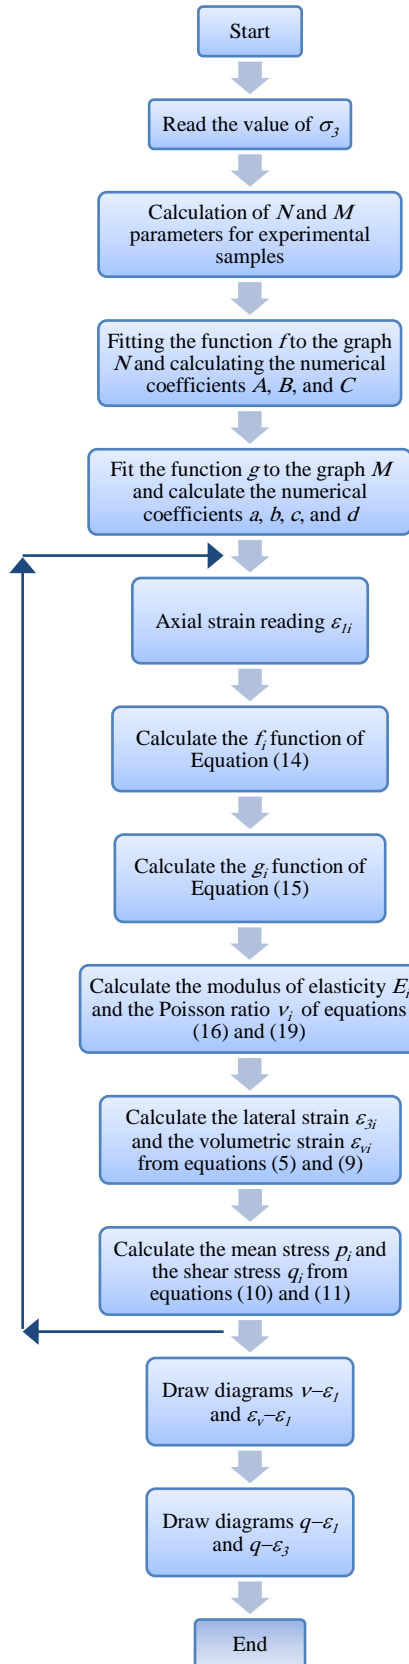 Start
Read the value of σ₃
Calculation of N and M
parameters for experimental
samples
Fitting the function f to the graph
N and calculating the numerical
coefficients A, B, and C
Fit the function g to the graph M
and calculate the numerical
coefficients a, b, c, and d
Axial strain reading ε₁ᵢ
Calculate the fᵢ function of
Equation (14)
Calculate the gᵢ function of
Equation (15)
Calculate the modulus of elasticity Eᵢ
and the Poisson ratio νᵢ of equations
(16) and (19)
Calculate the lateral strain ε₃ᵢ
and the volumetric strain εᵥᵢ
from equations (5) and (9)
Calculate the mean stress pᵢ and
the shear stress qᵢ from
equations (10) and (11)
Draw diagrams ν–ε₁
and εᵥ–ε₁
Draw diagrams q–ε₁
and q–ε₃
End